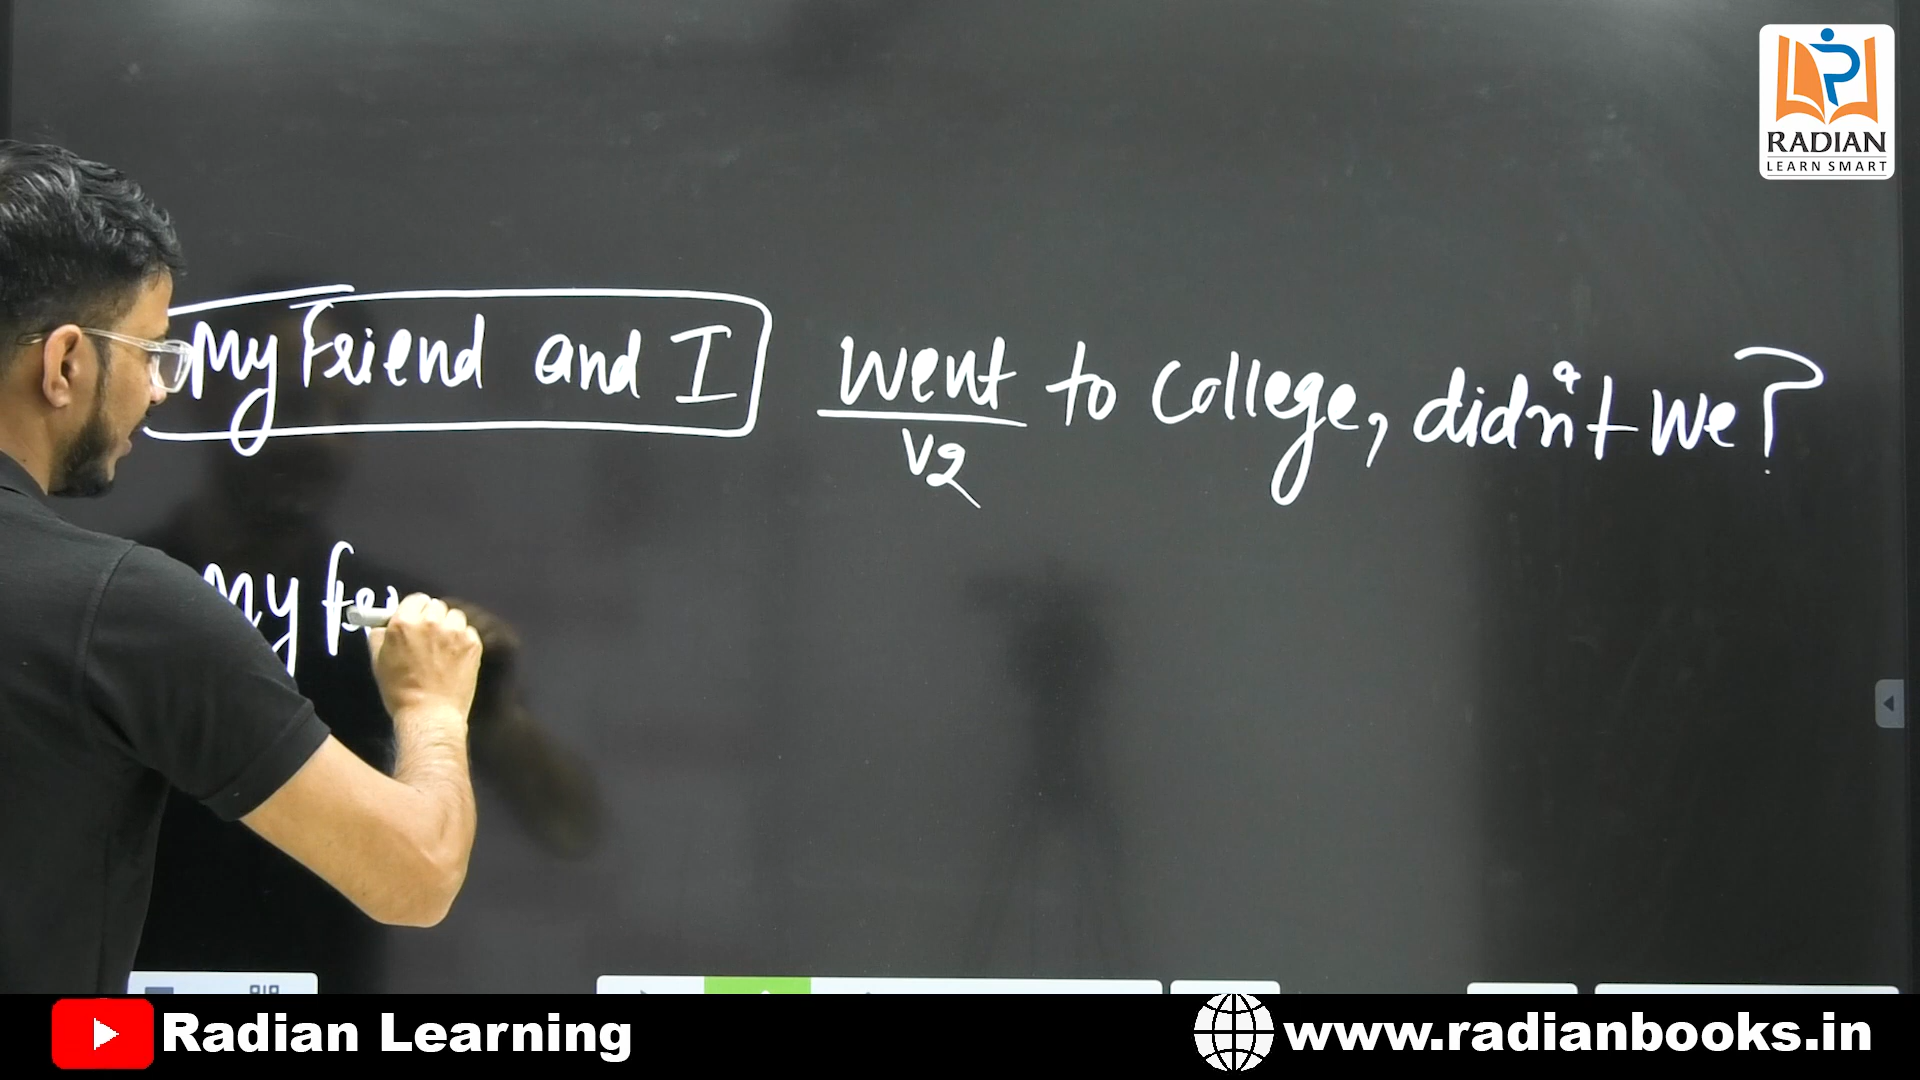 RADIAN
LEARN SMART
My Friend and I went to College, didn't we?
V2
My
Radian Learning
www.radianbooks.in